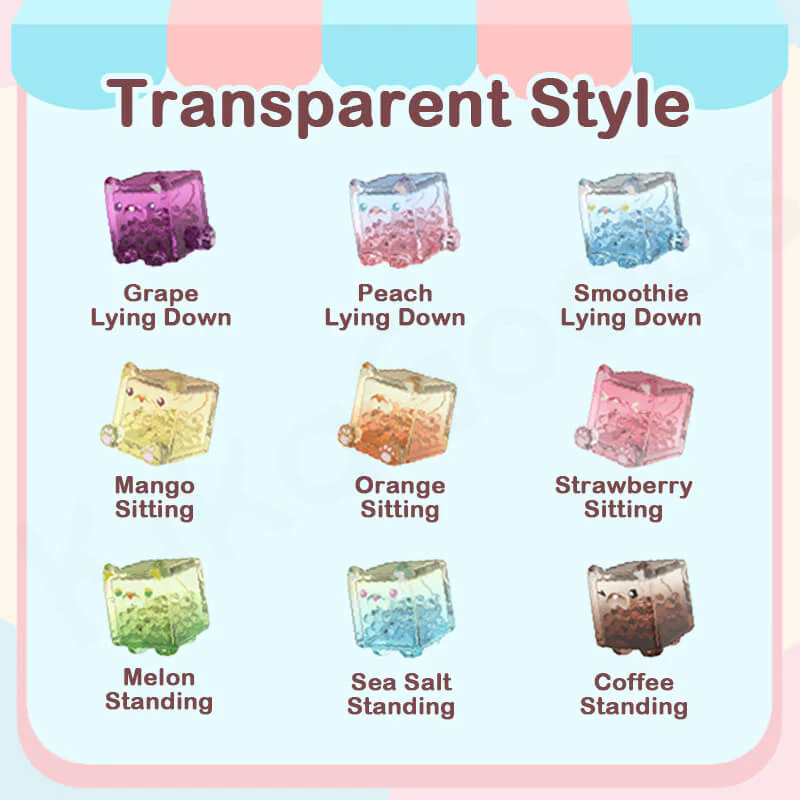 Transparent Style
Grape
Lying Down
Peach
Lying Down
Smoothie
Lying Down
Mango
Sitting
Orange
Sitting
Strawberry
Sitting
Melon
Standing
Sea Salt
Standing
Coffee
Standing